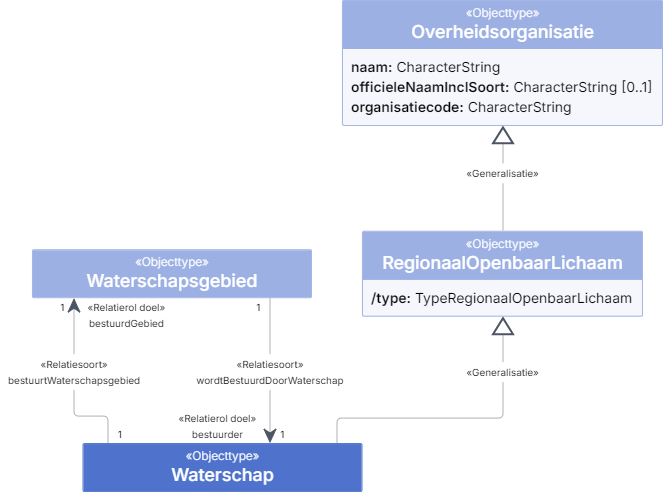 «Objecttype»
Overheidsorganisatie
naam: CharacterString
officieleNaamInclSoort: CharacterString [0..1]
organisatiecode: CharacterString
«Generalisatie»
«Objecttype»
RegionaalOpenbaarLichaam
/type: TypeRegionaalOpenbaarLichaam
«Objecttype»
Waterschapsgebied
1
«Relatierol doel»
bestuurdGebied
1
«Relatiesoort»
bestuurtWaterschapsgebied
«Relatiesoort»
wordtBestuurdDoorWaterschap
«Generalisatie»
1
«Relatierol doel»
bestuurder
1
«Objecttype»
Waterschap